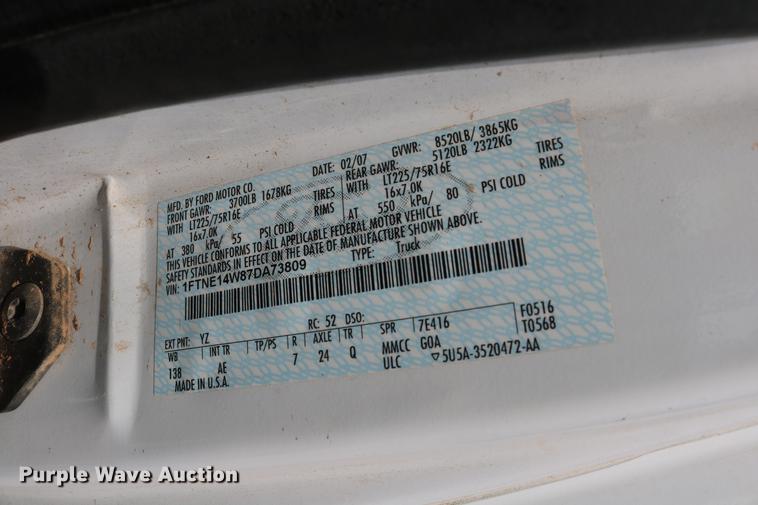 MFD. BY FORD MOTOR CO.
DATE: 02/07 GVWR: 8520LB/ 3865KG
FRONT GAWR: 3700LB 1678KG REAR GAWR: 5120LB 2322KG
WITH LT225/75R16E TIRES WITH LT225/75R16E TIRES
16x7.0K RIMS 16x7.0K RIMS
AT 380 kPa/ 55 PSI COLD AT 550 kPa/ 80 PSI COLD
THIS VEHICLE CONFORMS TO ALL APPLICABLE FEDERAL MOTOR VEHICLE
SAFETY STANDARDS IN EFFECT ON THE DATE OF MANUFACTURE SHOWN ABOVE.
VIN: 1FTNE14W87DA73809 TYPE: Truck
F0516
T0568
EXT PNT: YZ RC: 52 DSO:
WB INT TR TP/PS R AXLE TR SPR 7E416
138 AE 7 24 Q MMCC G0A
MADE IN U.S.A. ULC ▽5U5A-3520472-AA
Purple Wave Auction